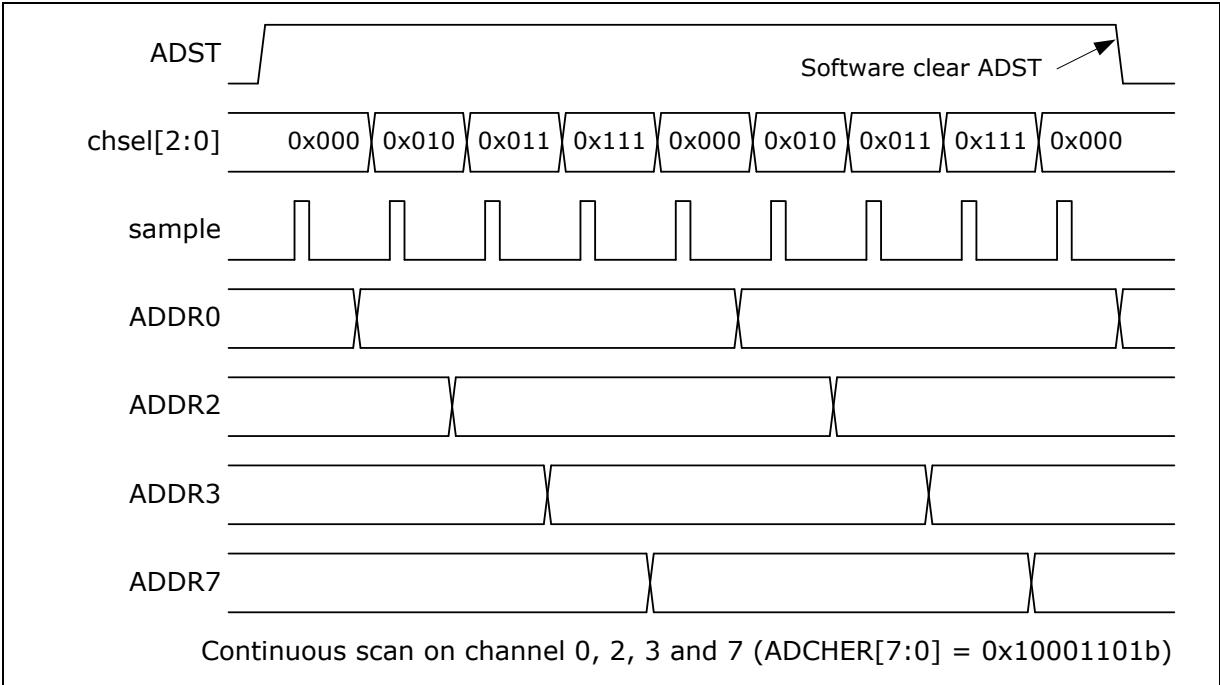 ADST
Software clear ADST
chsel[2:0] 0x000 0x010 0x011 0x111 0x000 0x010 0x011 0x111 0x000
sample
ADDR0
ADDR2
ADDR3
ADDR7
Continuous scan on channel 0, 2, 3 and 7 (ADCHER[7:0] = 0x10001101b)